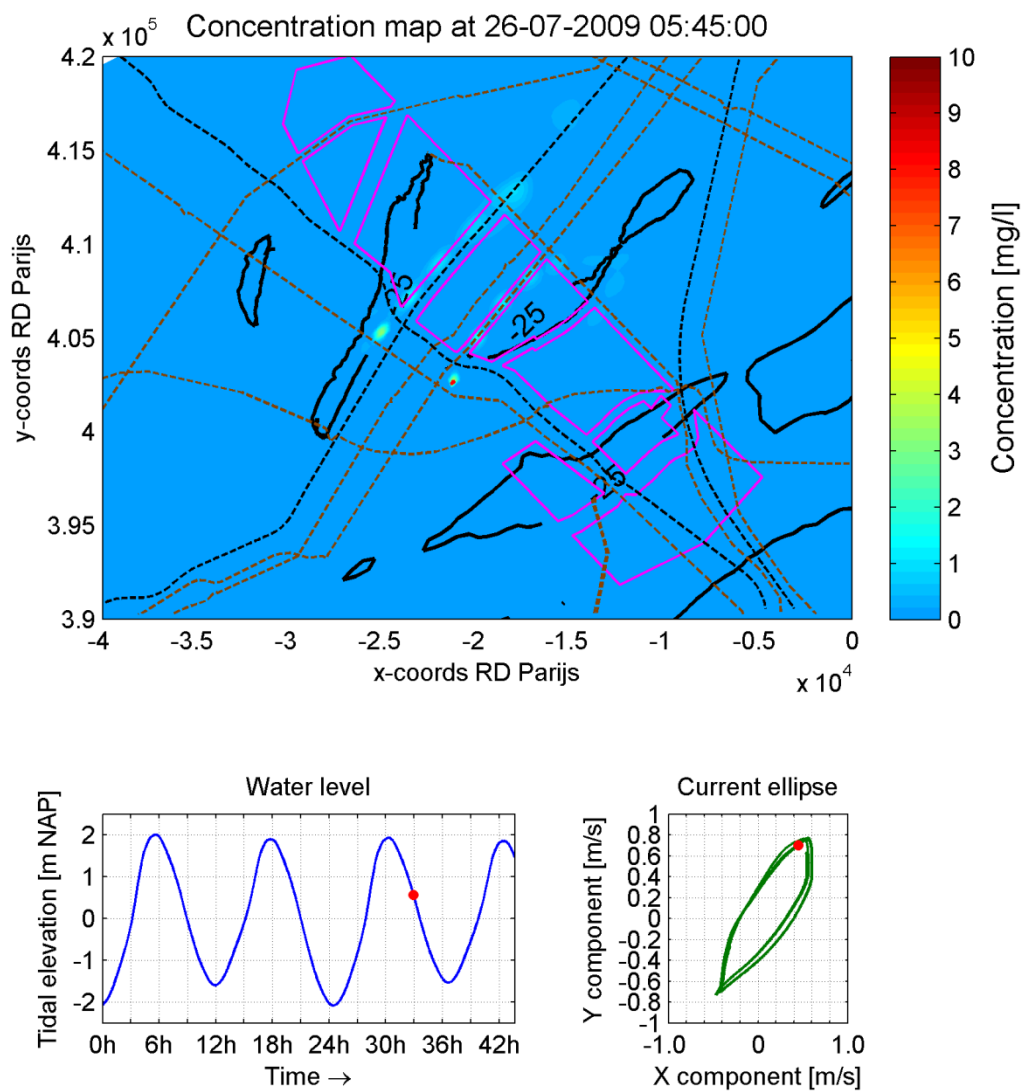 x 10^5 Concentration map at 26-07-2009 05:45:00
4.2
4.15
4.1
4.05
4
3.95
3.9
y-coords RD Parijs
-25
-25
-4 -3.5 -3 -2.5 -2 -1.5 -1 -0.5 0
x-coords RD Parijs
x 10^4
10
9
8
7
6
5
4
3
2
1
0
Concentration [mg/l]
Water level
Tidal elevation [m NAP]
2
1
0
-1
-2
0h 6h 12h 18h 24h 30h 36h 42h
Time →
Current ellipse
Y component [m/s]
1
0.8
0.6
0.4
0.2
0
-0.2
-0.4
-0.6
-0.8
-1
-1.0 0 1.0
X component [m/s]